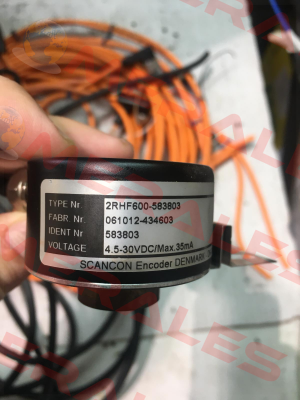 TYPE Nr 2RHF600-583803
FABR. Nr. 061012-434603
IDENT Nr 583803
VOLTAGE 4.5-30VDC/Max.35mA
SCANCON Encoder DENMARK